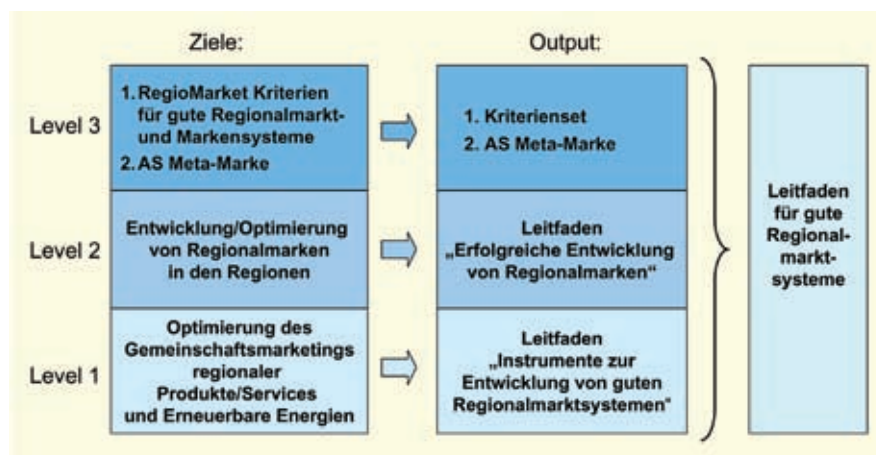 Ziele:
Output:
Level 3
1. RegioMarket Kriterien
für gute Regionalmarkt-
und Markensysteme
2. AS Meta-Marke
1. Kriterienset
2. AS Meta-Marke
Level 2
Entwicklung/Optimierung
von Regionalmarken
in den Regionen
Leitfaden
„Erfolgreiche Entwicklung
von Regionalmarken“
Level 1
Optimierung des
Gemeinschaftsmarketings
regionaler
Produkte/Services
und Erneuerbare Energien
Leitfaden
„Instrumente zur
Entwicklung von guten
Regionalmarktsystemen“
Leitfaden
für gute
Regional-
markt-
systeme